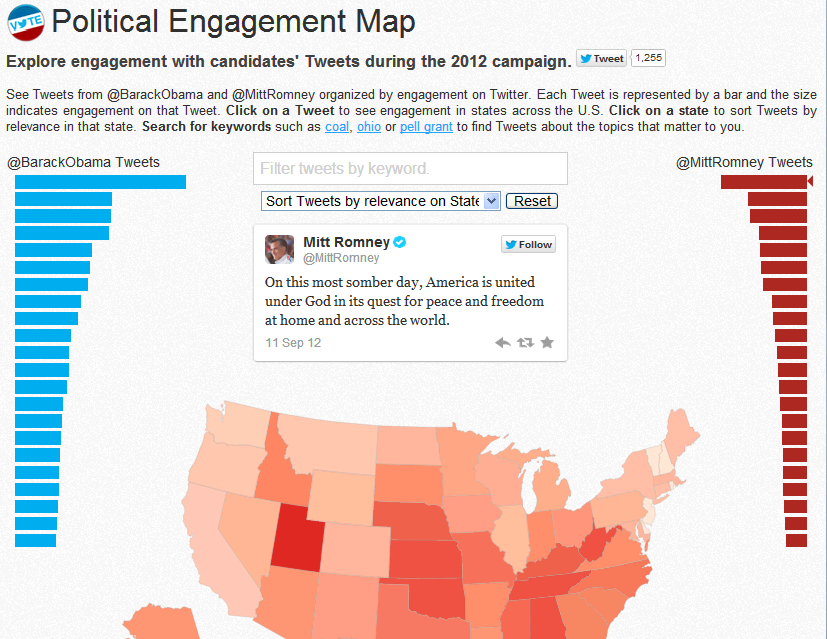 VOTE
Political Engagement Map
Explore engagement with candidates' Tweets during the 2012 campaign. Tweet 1,255
See Tweets from @BarackObama and @MittRomney organized by engagement on Twitter. Each Tweet is represented by a bar and the size
indicates engagement on that Tweet. Click on a Tweet to see engagement in states across the U.S. Click on a state to sort Tweets by
relevance in that state. Search for keywords such as coal, ohio or pell grant to find Tweets about the topics that matter to you.
@BarackObama Tweets
@MittRomney Tweets
Filter tweets by keyword.
Sort Tweets by relevance on State Reset
Mitt Romney
@MittRomney
Follow
On this most somber day, America is united
under God in its quest for peace and freedom
at home and across the world.
11 Sep 12